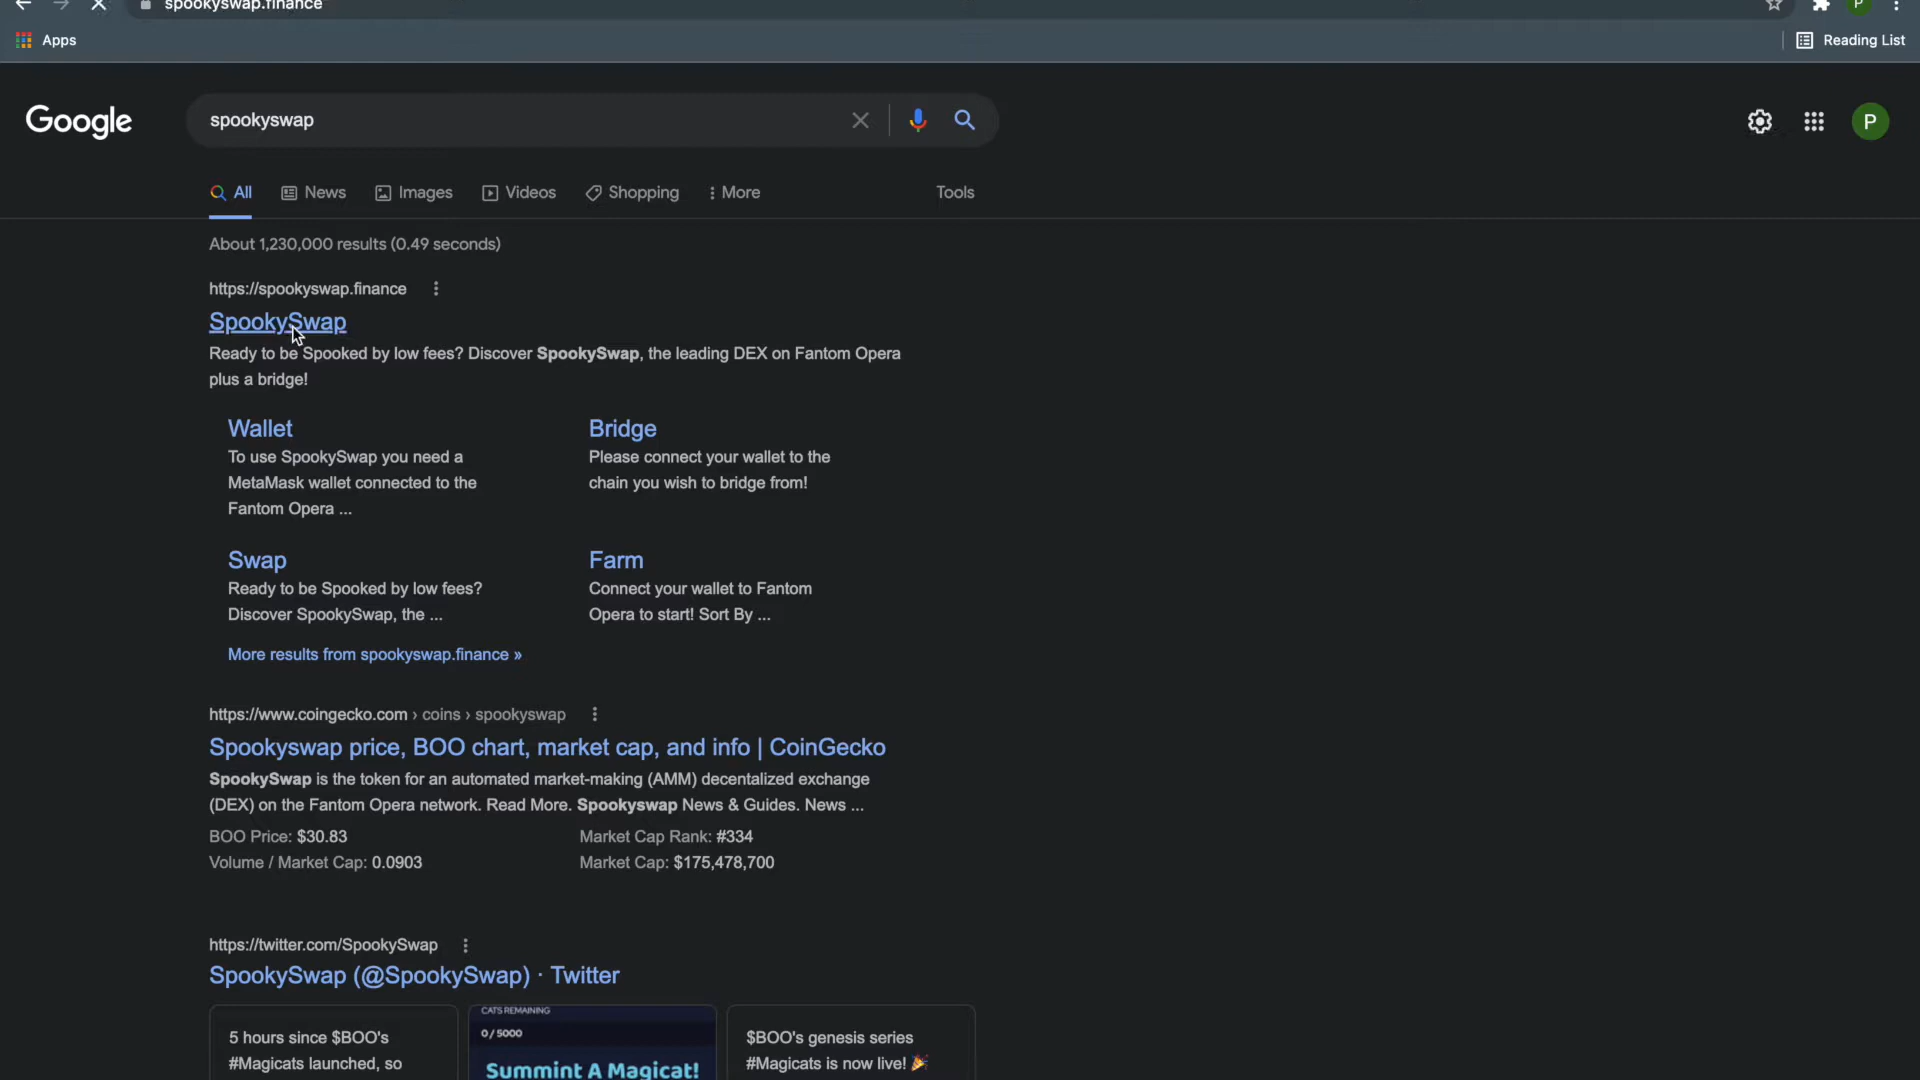 spookyswap.finance
P
Apps
Reading List
Google
spookyswap
P
All
News
Images
Videos
Shopping
More
Tools
About 1,230,000 results (0.49 seconds)
https://spookyswap.finance
SpookySwap
Ready to be Spooked by low fees? Discover SpookySwap, the leading DEX on Fantom Opera
plus a bridge!
Wallet
To use SpookySwap you need a
MetaMask wallet connected to the
Fantom Opera ...
Bridge
Please connect your wallet to the
chain you wish to bridge from!
Swap
Ready to be Spooked by low fees?
Discover SpookySwap, the ...
Farm
Connect your wallet to Fantom
Opera to start! Sort By ...
More results from spookyswap.finance »
https://www.coingecko.com › coins › spookyswap
Spookyswap price, BOO chart, market cap, and info | CoinGecko
SpookySwap is the token for an automated market-making (AMM) decentalized exchange
(DEX) on the Fantom Opera network. Read More. Spookyswap News & Guides. News ...
BOO Price: $30.83
Market Cap Rank: #334
Volume / Market Cap: 0.0903
Market Cap: $175,478,700
https://twitter.com/SpookySwap
SpookySwap (@SpookySwap) · Twitter
5 hours since $BOO's
#Magicats launched, so
CATS REMAINING
0 / 5000
Summint A Magicat!
$BOO's genesis series
#Magicats is now live! 🎉